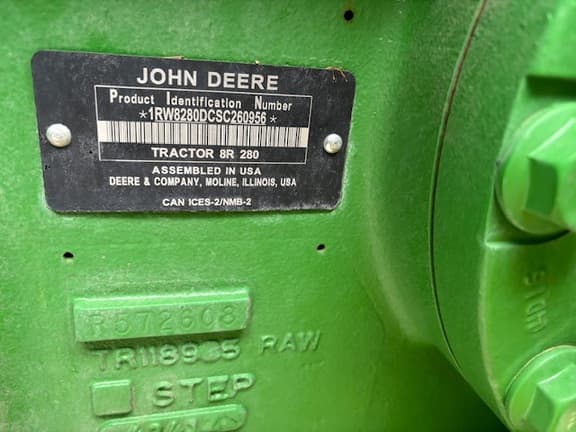 JOHN DEERE
Product Identification Number
*1RW8280DCSC260956*
TRACTOR 8R 280
ASSEMBLED IN USA
DEERE & COMPANY, MOLINE, ILLINOIS, USA
CAN ICES-2/NMB-2
R572608
RAW
STEP